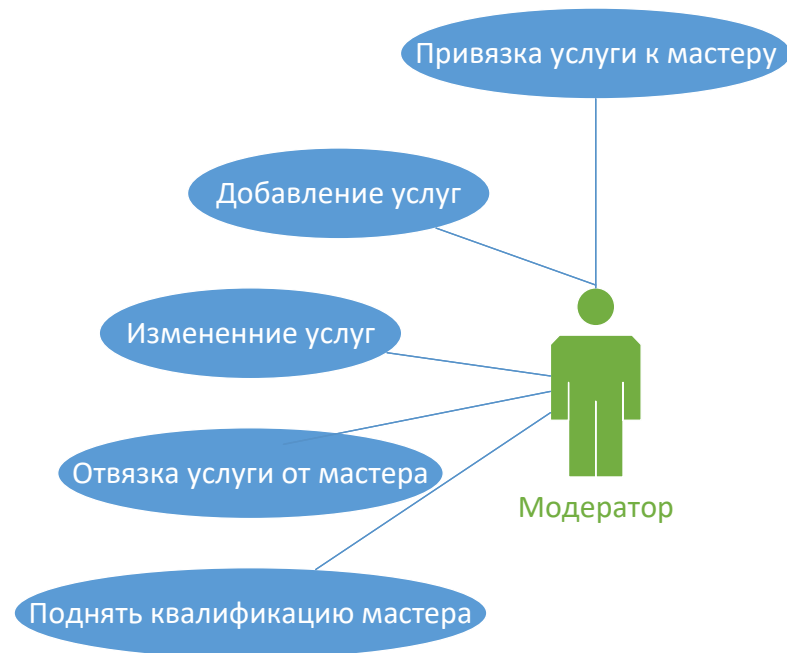 Привязка услуги к мастеру
Добавление услуг
Измененние услуг
Отвязка услуги от мастера
Модератор
Поднять квалификацию мастера